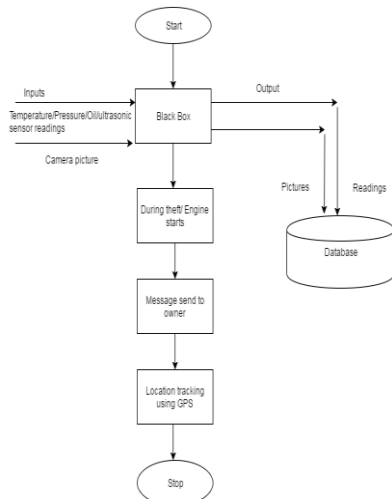 Start
Inputs
Temperature/Pressure/Oil/ultrasonic
sensor readings
Camera picture
Black Box
Output
Pictures
Readings
Database
During theft/ Engine
starts
Message send to
owner
Location tracking
using GPS
Stop